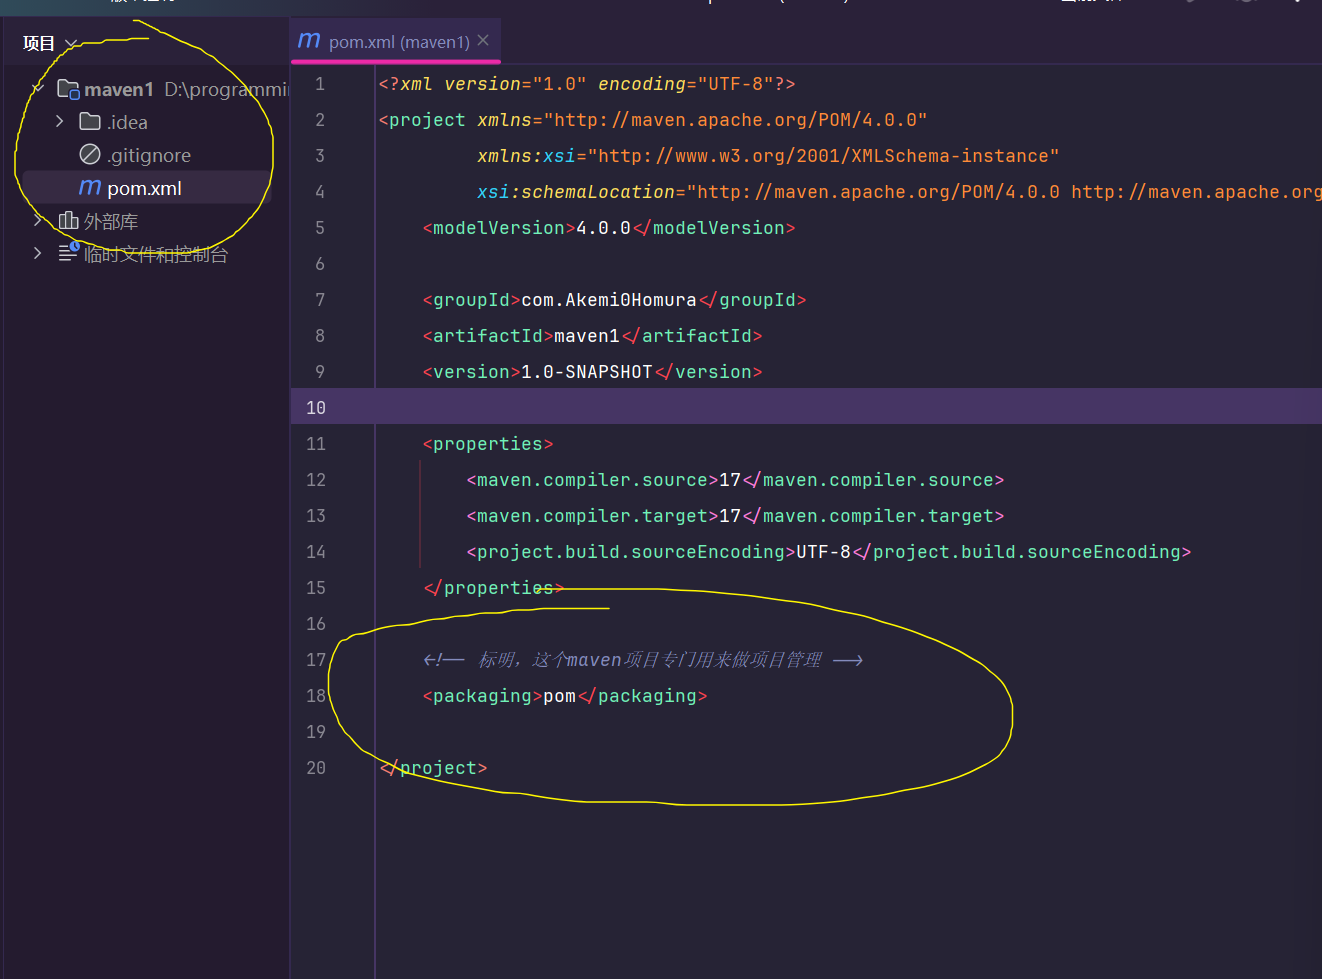 项目
maven1 D:\programmin
.idea
.gitignore
pom.xml
外部库
临时文件和控制台
pom.xml (maven1)
1 <?xml version="1.0" encoding="UTF-8"?>
2 <project xmlns="http://maven.apache.org/POM/4.0.0"
3 xmlns:xsi="http://www.w3.org/2001/XMLSchema-instance"
4 xsi:schemaLocation="http://maven.apache.org/POM/4.0.0 http://maven.apache.org
5 <modelVersion>4.0.0</modelVersion>
6
7 <groupId>com.Akemi0Homura</groupId>
8 <artifactId>maven1</artifactId>
9 <version>1.0-SNAPSHOT</version>
10
11 <properties>
12 <maven.compiler.source>17</maven.compiler.source>
13 <maven.compiler.target>17</maven.compiler.target>
14 <project.build.sourceEncoding>UTF-8</project.build.sourceEncoding>
15 </properties>
16
17 <!-- 标明，这个maven项目专门用来做项目管理 -->
18 <packaging>pom</packaging>
19
20 </project>